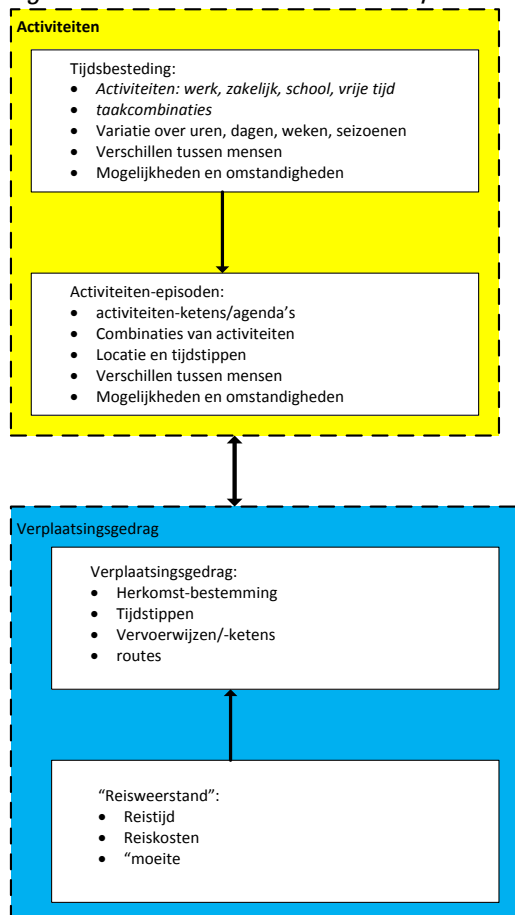 Activiteiten
Tijdsbesteding:
• Activiteiten: werk, zakelijk, school, vrije tijd
• taakcombinaties
• Variatie over uren, dagen, weken, seizoenen
• Verschillen tussen mensen
• Mogelijkheden en omstandigheden
Activiteiten-episoden:
• activiteiten-ketens/agenda’s
• Combinaties van activiteiten
• Locatie en tijdstippen
• Verschillen tussen mensen
• Mogelijkheden en omstandigheden
Verplaatsingsgedrag
Verplaatsingsgedrag:
• Herkomst-bestemming
• Tijdstippen
• Vervoerwijzen/-ketens
• routes
“Reisweerstand”:
• Reistijd
• Reiskosten
• “moeite